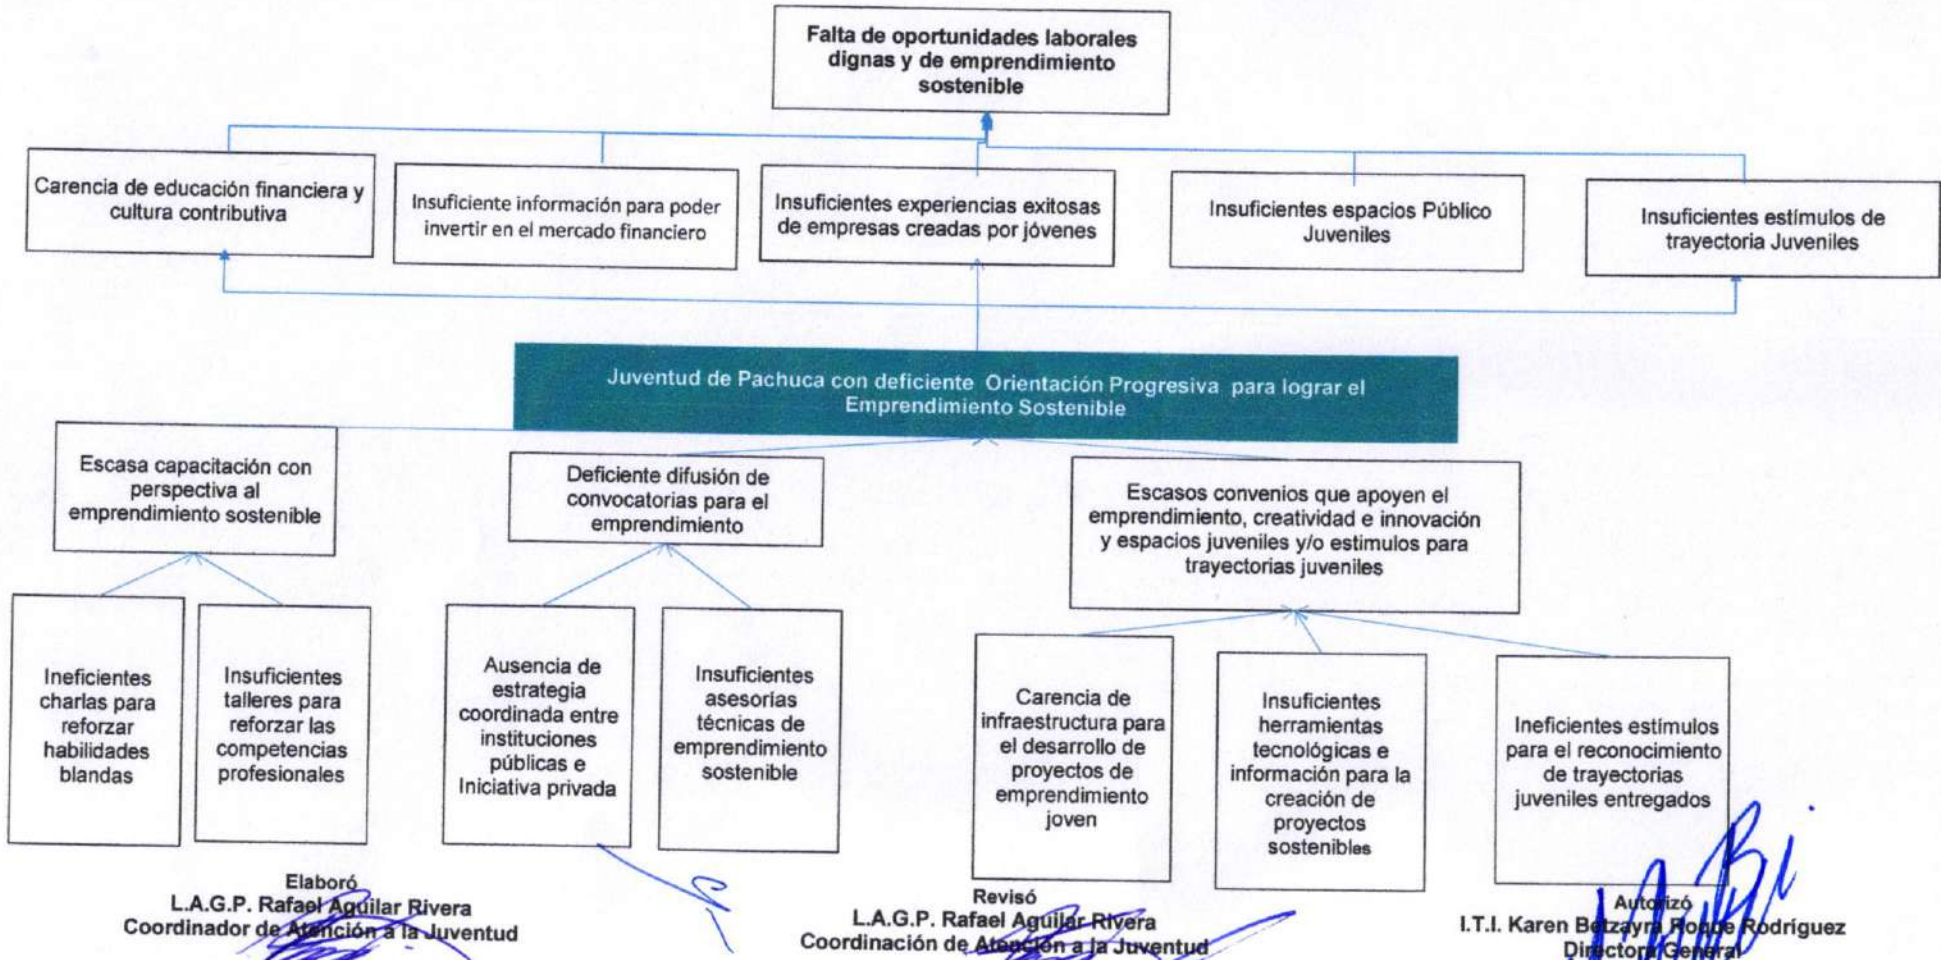 Falta de oportunidades laborales
dignas y de emprendimiento
sostenible
Carencia de educación financiera y
cultura contributiva
Insuficiente información para poder
invertir en el mercado financiero
Insuficientes experiencias exitosas
de empresas creadas por jóvenes
Insuficientes espacios Público
Juveniles
Insuficientes estímulos de
trayectoria Juveniles
Juventud de Pachuca con deficiente Orientación Progresiva para lograr el
Emprendimiento Sostenible
Escasa capacitación con
perspectiva al
emprendimiento sostenible
Deficiente difusión de
convocatorias para el
emprendimiento
Escasos convenios que apoyen el
emprendimiento, creatividad e innovación
y espacios juveniles y/o estimulos para
trayectorias juveniles
Ineficientes
charlas para
reforzar
habilidades
blandas
Insuficientes
talleres para
reforzar las
competencias
profesionales
Ausencia de
estrategia
coordinada entre
instituciones
públicas e
Iniciativa privada
Insuficientes
asesorías
técnicas de
emprendimiento
sostenible
Carencia de
infraestructura para
el desarrollo de
proyectos de
emprendimiento
joven
Insuficientes
herramientas
tecnológicas e
información para la
creación de
proyectos
sostenibles
Ineficientes estímulos
para el reconocimiento
de trayectorias
juveniles entregados
Elaboró
L.A.G.P. Rafael Aguilar Rivera
Coordinador de Atención a la Juventud
Revisó
L.A.G.P. Rafael Aguilar Rivera
Coordinación de Atención a la Juventud
Autorizó
I.T.I. Karen Betzayra Roque Rodríguez
Directora General